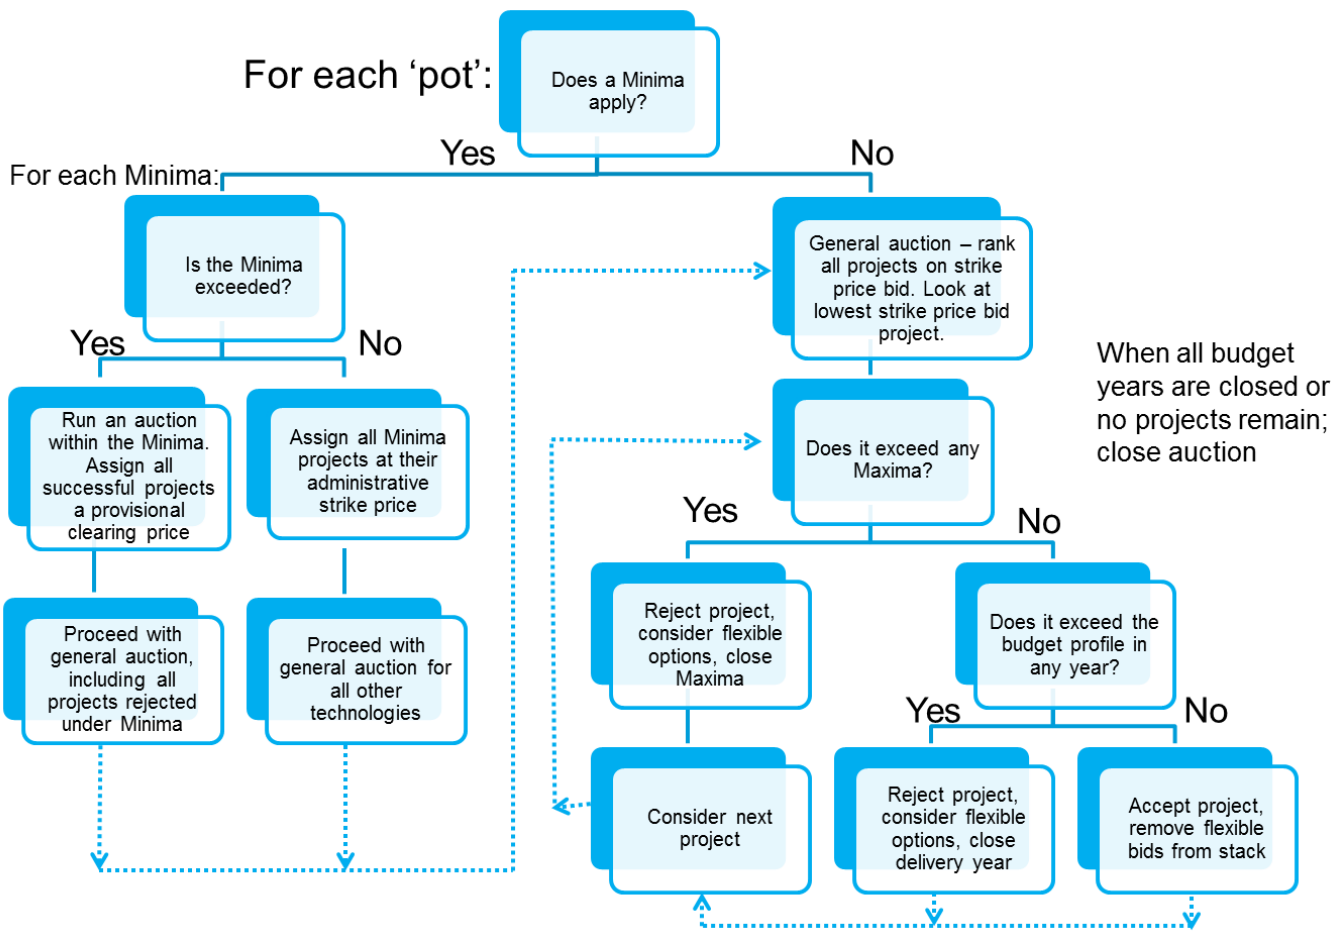 For each ‘pot’:
Does a Minima
apply?
Yes
No
For each Minima:
Is the Minima
exceeded?
Yes
No
Run an auction
within the Minima.
Assign all
successful projects
a provisional
clearing price
Assign all Minima
projects at their
administrative
strike price
Proceed with
general auction,
including all
projects rejected
under Minima
Proceed with
general auction for
all other
technologies
General auction – rank
all projects on strike
price bid. Look at
lowest strike price bid
project.
Does it exceed any
Maxima?
Yes
No
Reject project,
consider flexible
options, close
Maxima
Does it exceed the
budget profile in
any year?
Yes
No
Consider next
project
Reject project,
consider flexible
options, close
delivery year
Accept project,
remove flexible
bids from stack
When all budget
years are closed or
no projects remain;
close auction